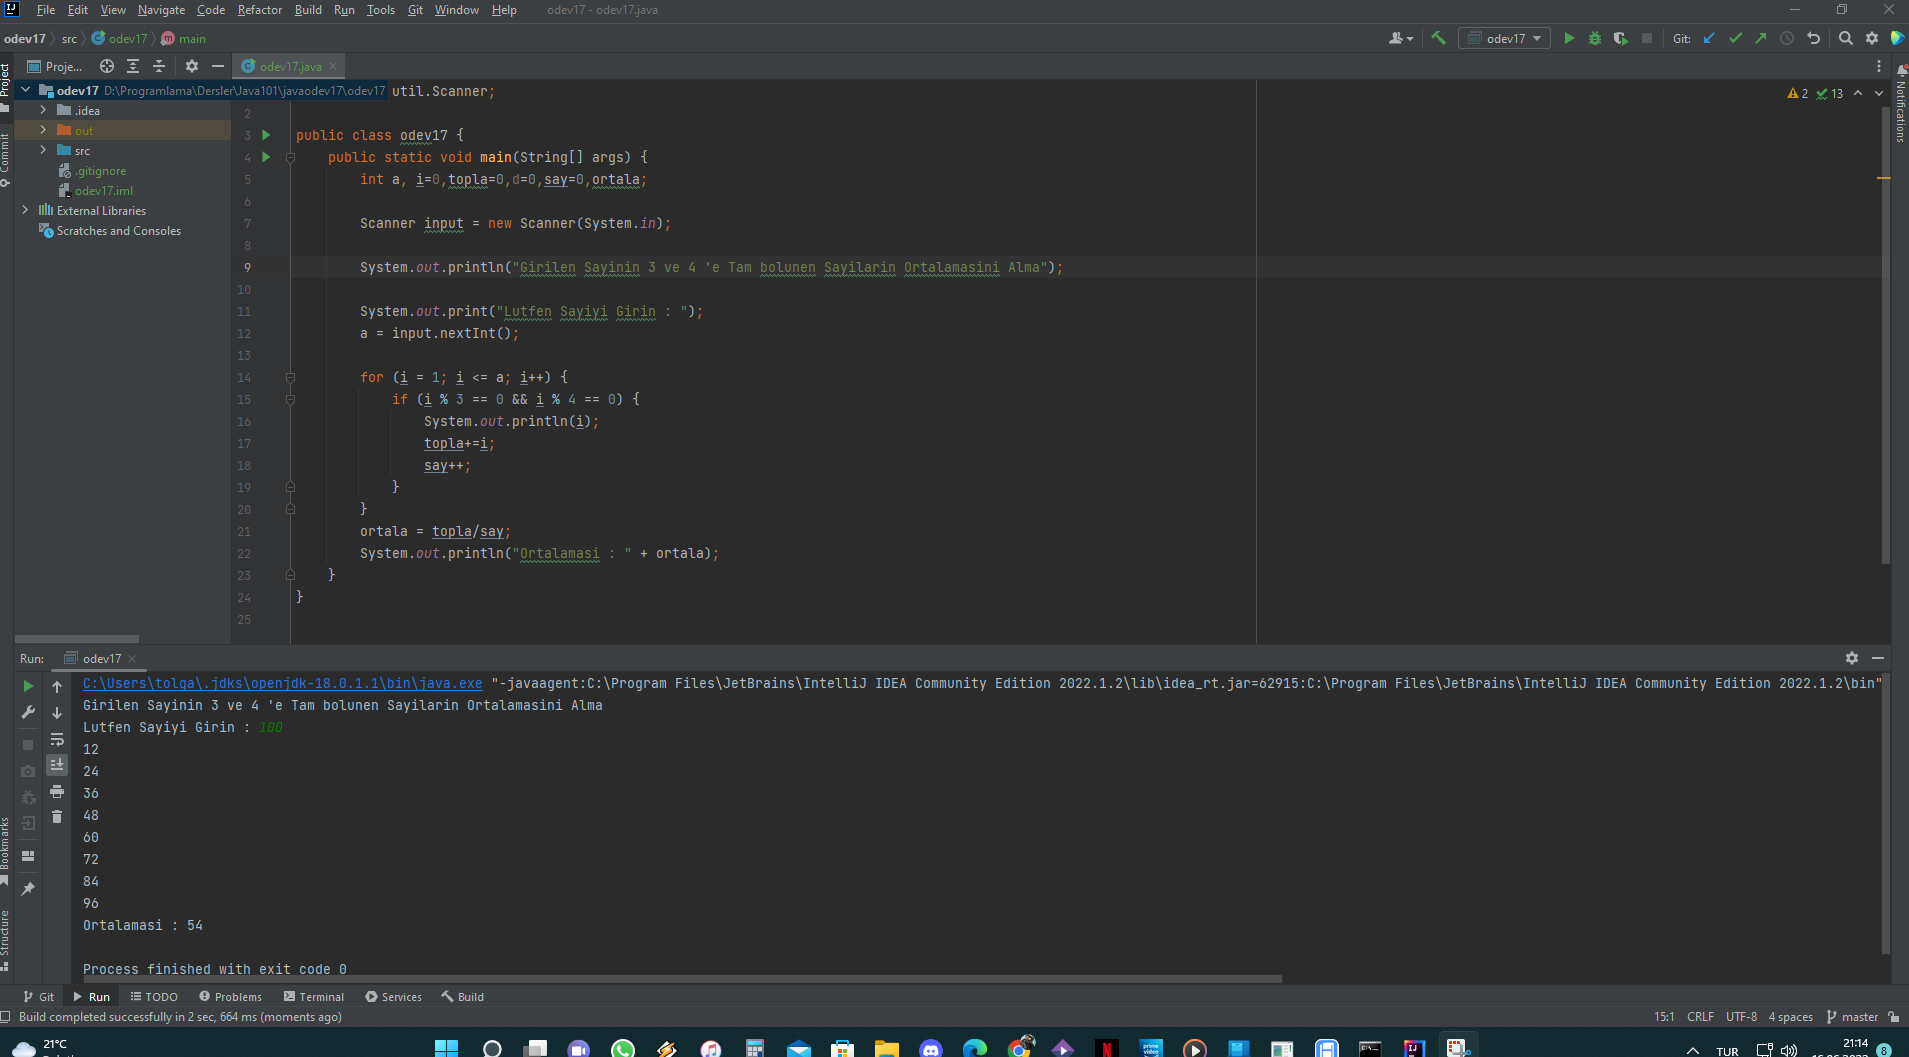 File Edit View Navigate Code Refactor Build Run Tools Git Window Help odev17 - odev17.java
odev17 src odev17 main
odev17 Git:
Proje... odev17.java
Project
Notifications
Commit
odev17 D:\Programlama\Dersler\Java101\javaodev17\odev17
.idea
out
src
.gitignore
odev17.iml
External Libraries
Scratches and Consoles
util.Scanner;
2 13
2
3 public class odev17 {
4 public static void main(String[] args) {
5 int a, i=0,topla=0,d=0,say=0,ortala;
6
7 Scanner input = new Scanner(System.in);
8
9 System.out.println("Girilen Sayinin 3 ve 4 'e Tam bolunen Sayilarin Ortalamasini Alma");
10
11 System.out.print("Lutfen Sayiyi Girin : ");
12 a = input.nextInt();
13
14 for (i = 1; i <= a; i++) {
15 if (i % 3 == 0 && i % 4 == 0) {
16 System.out.println(i);
17 topla+=i;
18 say++;
19 }
20 }
21 ortala = topla/say;
22 System.out.println("Ortalamasi : " + ortala);
23 }
24 }
25
Run: odev17
C:\Users\tolga\.jdks\openjdk-18.0.1.1\bin\java.exe "-javaagent:C:\Program Files\JetBrains\IntelliJ IDEA Community Edition 2022.1.2\lib\idea_rt.jar=62915:C:\Program Files\JetBrains\IntelliJ IDEA Community Edition 2022.1.2\bin"
Girilen Sayinin 3 ve 4 'e Tam bolunen Sayilarin Ortalamasini Alma
Lutfen Sayiyi Girin : 100
12
24
36
48
60
72
84
96
Ortalamasi : 54
Process finished with exit code 0
Bookmarks
Structure
Git Run TODO Problems Terminal Services Build
Build completed successfully in 2 sec, 664 ms (moments ago)
15:1 CRLF UTF-8 4 spaces master
21°C
prime video
TUR
21:14
8